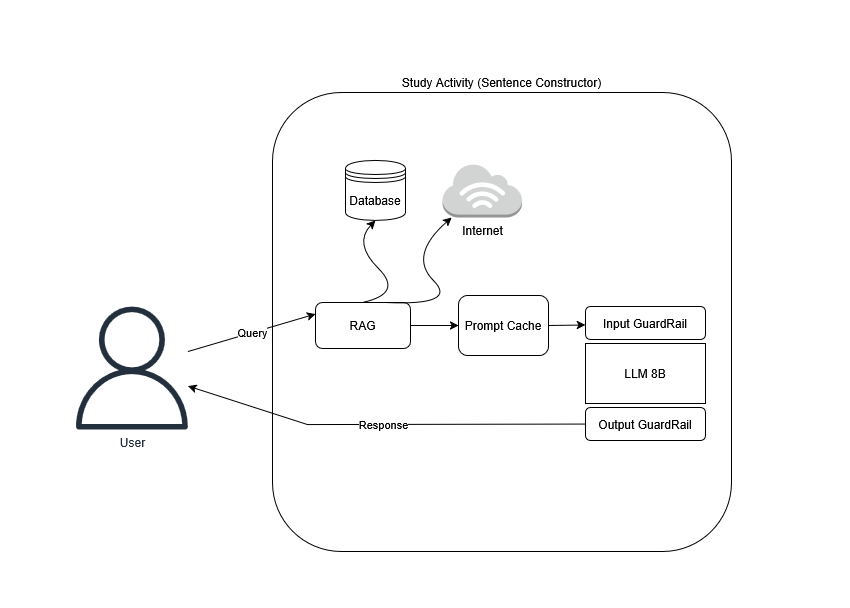 Study Activity (Sentence Constructor)
Database
Internet
Query
RAG
Prompt Cache
Input GuardRail
LLM 8B
Output GuardRail
Response
User